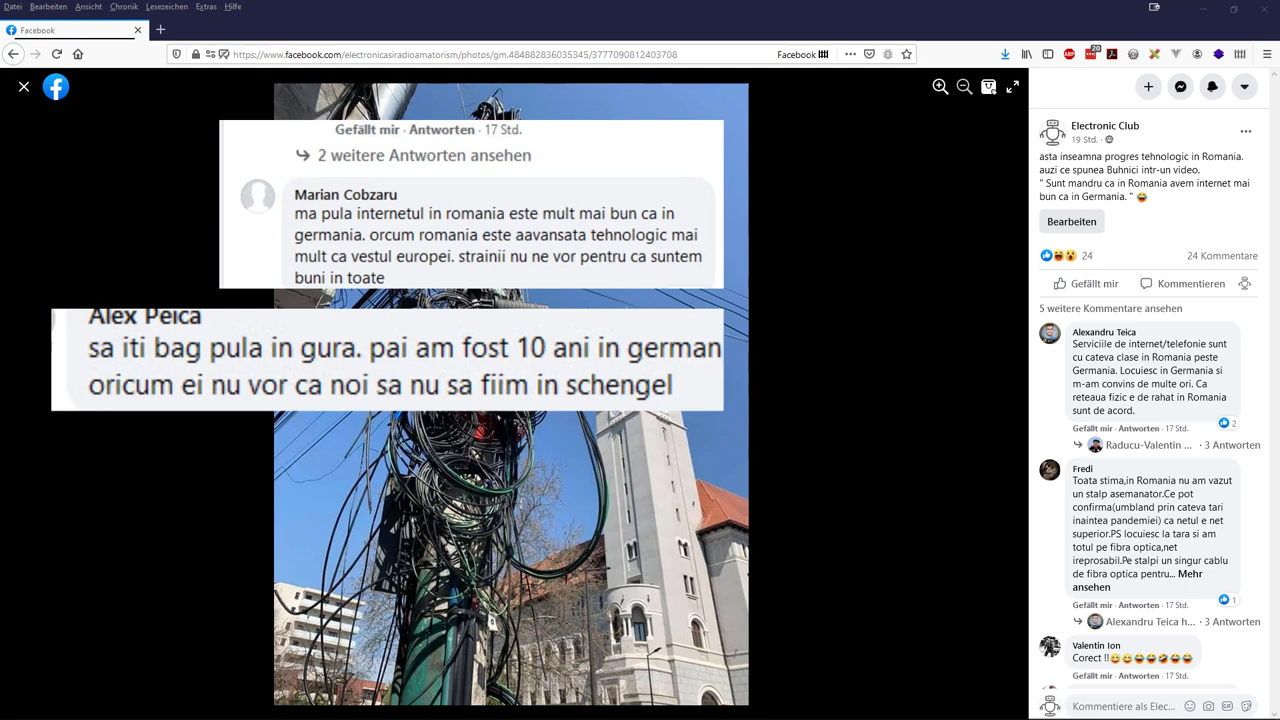 Datei Bearbeiten Ansicht Chronik Lesezeichen Extras Hilfe
Facebook
https://www.facebook.com/electronicasiradioamatorism/photos/gm.484882836035345/3777090812403708
Facebook
20
Gefällt mir · Antworten · 17 Std.
2 weitere Antworten ansehen
Marian Cobzaru
ma pula internetul in romania este mult mai bun ca in
germania. orcum romania este aavansata tehnologic mai
mult ca vestul europei. strainii nu ne vor pentru ca suntem
buni in toate
Alex Peica
sa iti bag pula in gura. pai am fost 10 ani in german
oricum ei nu vor ca noi sa nu sa fiim in schengel
Electronic Club
19 Std. ·
asta inseamna progres tehnologic in Romania.
auzi ce spunea Buhnici intr-un video.
" Sunt mandru ca in Romania avem internet mai
bun ca in Germania. " 😂
Bearbeiten
24
24 Kommentare
Gefällt mir
Kommentieren
5 weitere Kommentare ansehen
Alexandru Teica
Serviciile de internet/telefonie sunt
cu cateva clase in Romania peste
Germania. Locuiesc in Germania si
m-am convins de multe ori. Ca
reteaua fizic e de rahat in Romania
sunt de acord.
2
Gefällt mir · Antworten · 17 Std.
Raducu-Valentin ... · 3 Antworten
Fredi
Toata stima,in Romania nu am vazut
un stalp asemanator.Ce pot
confirma(umbland prin cateva tari
inaintea pandemiei) ca netul e net
superior.PS locuiesc la tara si am
totul pe fibra optica,net
ireprosabil.Pe stalpi un singur cablu
de fibra optica pentru... Mehr
ansehen
1
Gefällt mir · Antworten · 17 Std.
Alexandru Teica h... · 3 Antworten
Valentin Ion
Corect !!😄😅😂😂🤣😂😂
Gefällt mir · Antworten · 17 Std.
Kommentiere als Elec...
GIF